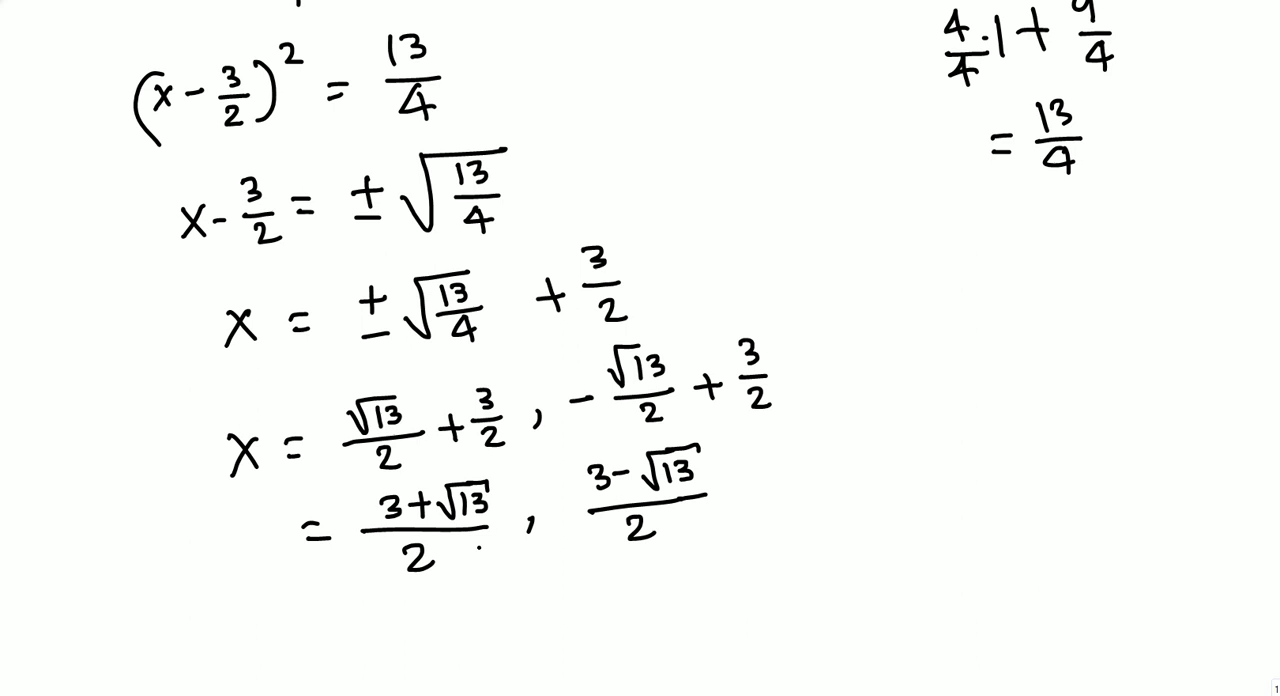 (x - 3/2)^2 = 13/4
x - 3/2 = ± √(13/4)
x = ± √(13/4) + 3/2
x = √13/2 + 3/2 , - √13/2 + 3/2
= (3 + √13)/2 , (3 - √13)/2
4/4 · 1 + 9/4
= 13/4
1